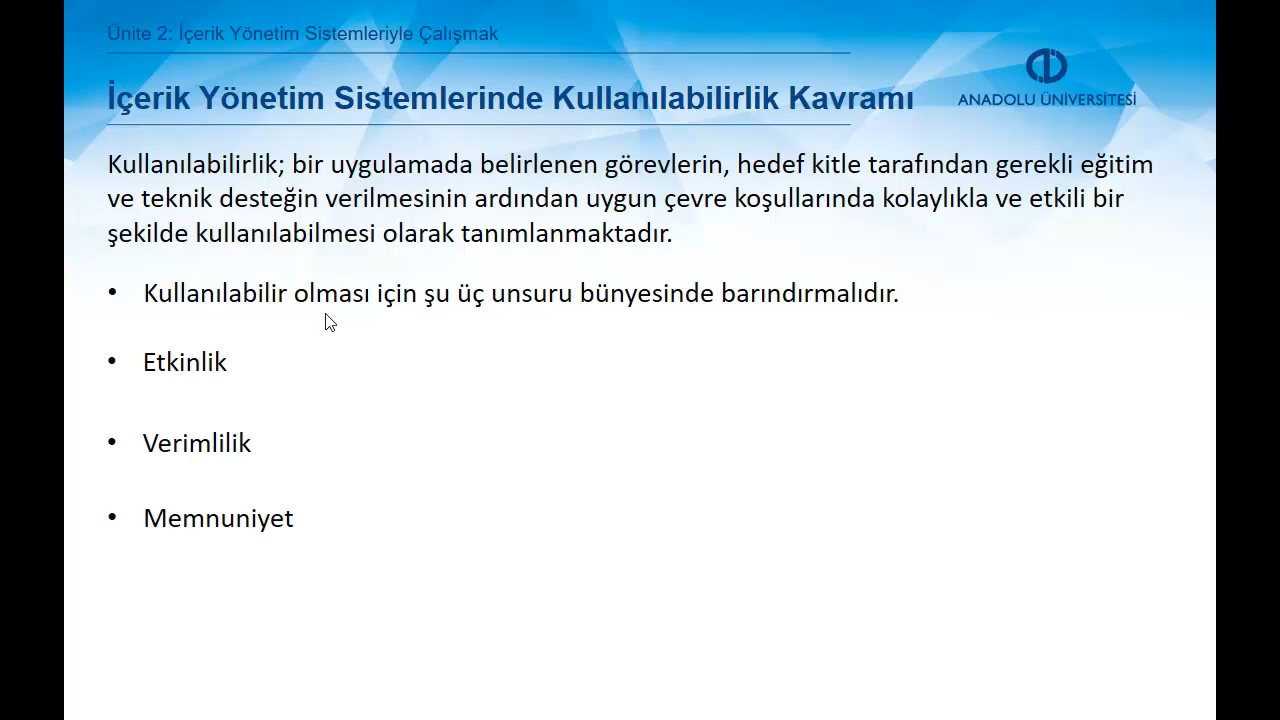 Ünite 2: İçerik Yönetim Sistemleriyle Çalışmak
İçerik Yönetim Sistemlerinde Kullanılabilirlik Kavramı
ANADOLU ÜNİVERSİTESİ
Kullanılabilirlik; bir uygulamada belirlenen görevlerin, hedef kitle tarafından gerekli eğitim
ve teknik desteğin verilmesinin ardından uygun çevre koşullarında kolaylıkla ve etkili bir
şekilde kullanılabilmesi olarak tanımlanmaktadır.
• Kullanılabilir olması için şu üç unsuru bünyesinde barındırmalıdır.
• Etkinlik
• Verimlilik
• Memnuniyet